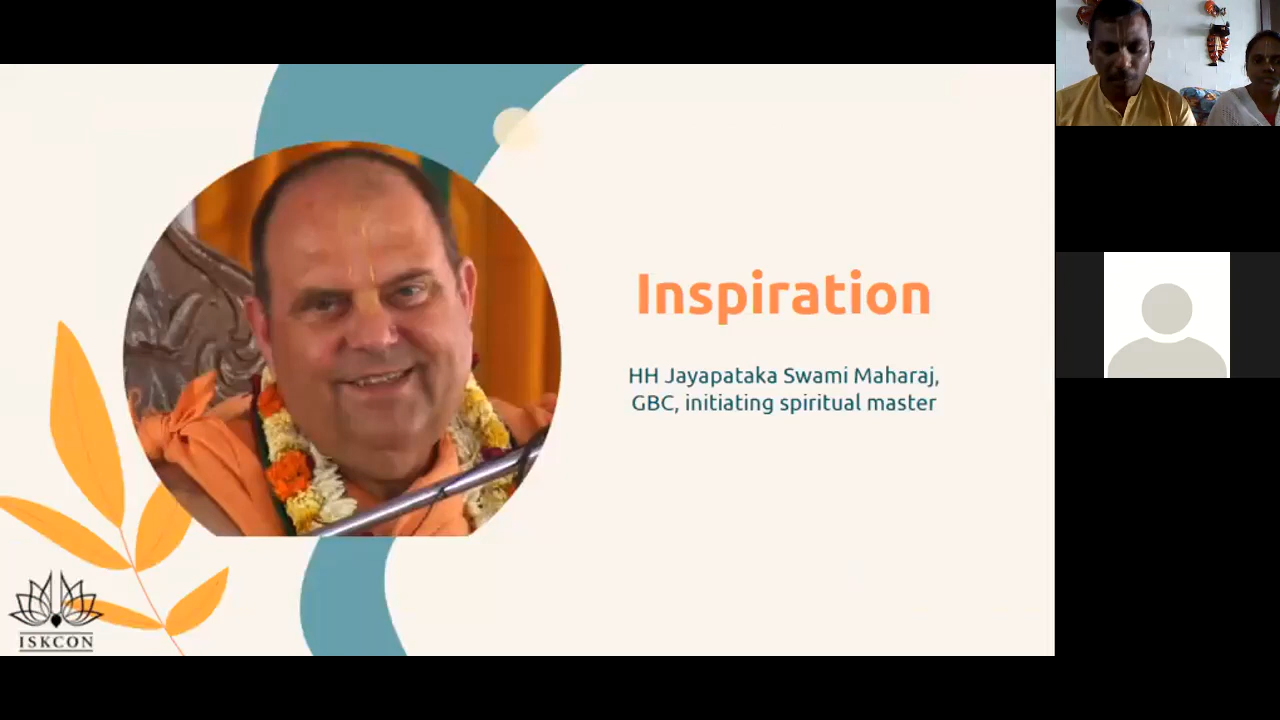 Inspiration
HH Jayapataka Swami Maharaj,
GBC, initiating spiritual master
ISKCON